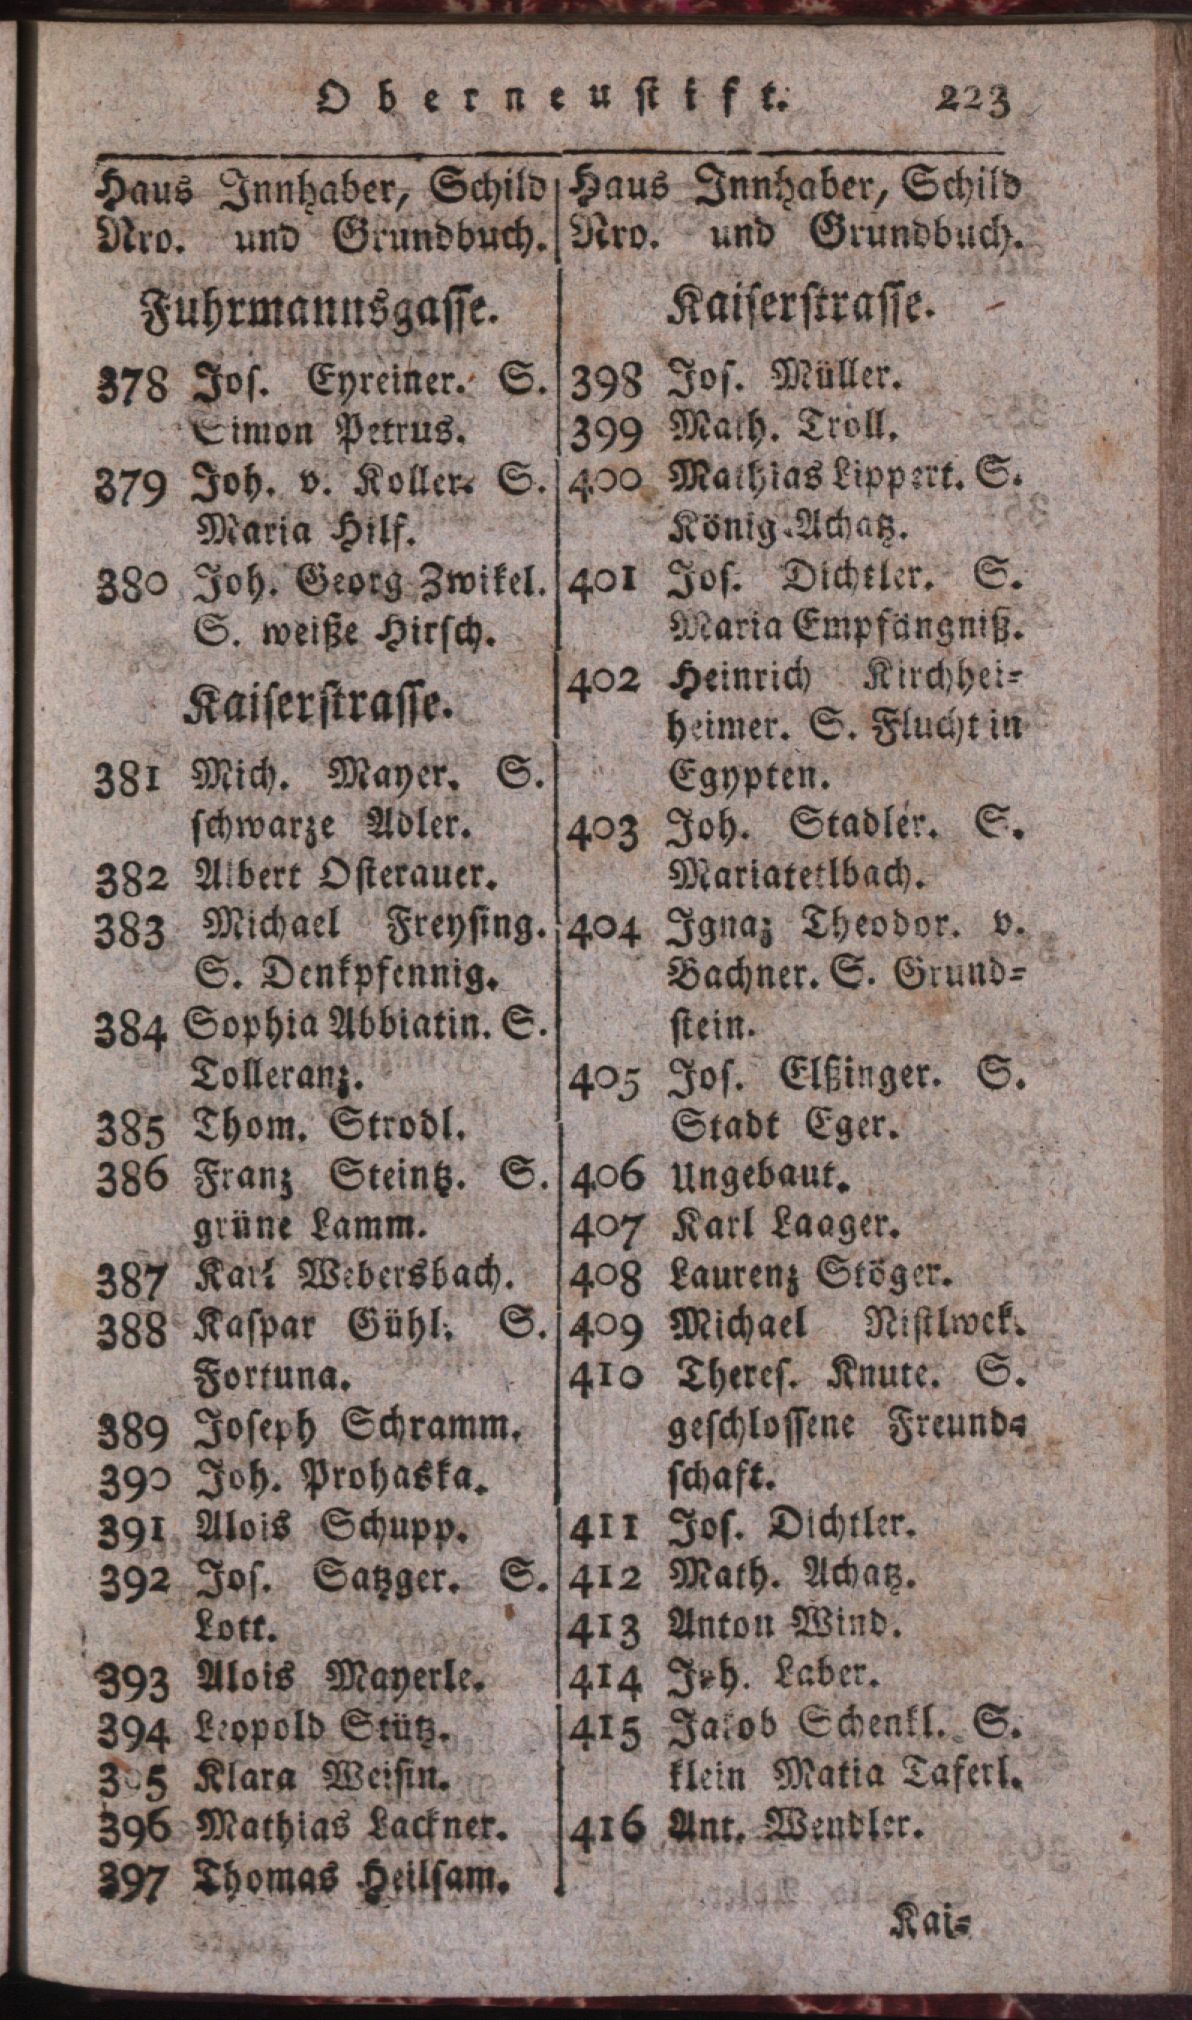 Oberneustift. 223
Haus Innhaber, Schild
Nro. und Grundbuch.
Fuhrmannsgasse.
378 Jos. Eyreiner. S.
Simon Petrus.
379 Joh. v. Koller. S.
Maria Hilf.
380 Joh. Georg Zwikel.
S. weiße Hirsch.
Kaiserstrasse.
381 Mich. Mayer. S.
schwarze Adler.
382 Albert Osterauer.
383 Michael Freysing.
S. Denkpfennig.
384 Sophia Abbiatin. S.
Tolleranz.
385 Thom. Strodl.
386 Franz Steintz. S.
grüne Lamm.
387 Karl Webersbach.
388 Kaspar Gühl. S.
Fortuna.
389 Joseph Schramm.
390 Joh. Prohaska.
391 Alois Schupp.
392 Jos. Satzger. S.
Lott.
393 Alois Mayerle.
394 Leopold Stütz.
395 Klara Weisin.
396 Mathias Lackner.
397 Thomas Heilsam.
Haus Innhaber, Schild
Nro. und Grundbuch.
Kaiserstrasse.
398 Jos. Müller.
399 Math. Troll.
400 Mathias Lippert. S.
König Achatz.
401 Jos. Dichtler. S.
Maria Empfängniß.
402 Heinrich Kirchhei-
heimer. S. Flucht in
Egypten.
403 Joh. Stadler. S.
Mariatetlbach.
404 Ignaz Theodor. v.
Bachner. S. Grund-
stein.
405 Jos. Elßinger. S.
Stadt Eger.
406 Ungebaut.
407 Karl Laager.
408 Laurenz Stöger.
409 Michael Nistlwek.
410 Theres. Knute. S.
geschlossene Freund-
schaft.
411 Jos. Dichtler.
412 Math. Achatz.
413 Anton Wind.
414 Joh. Laber.
415 Jakob Schenkl. S.
klein Matia Taferl.
416 Ant. Wendler.
Kai-